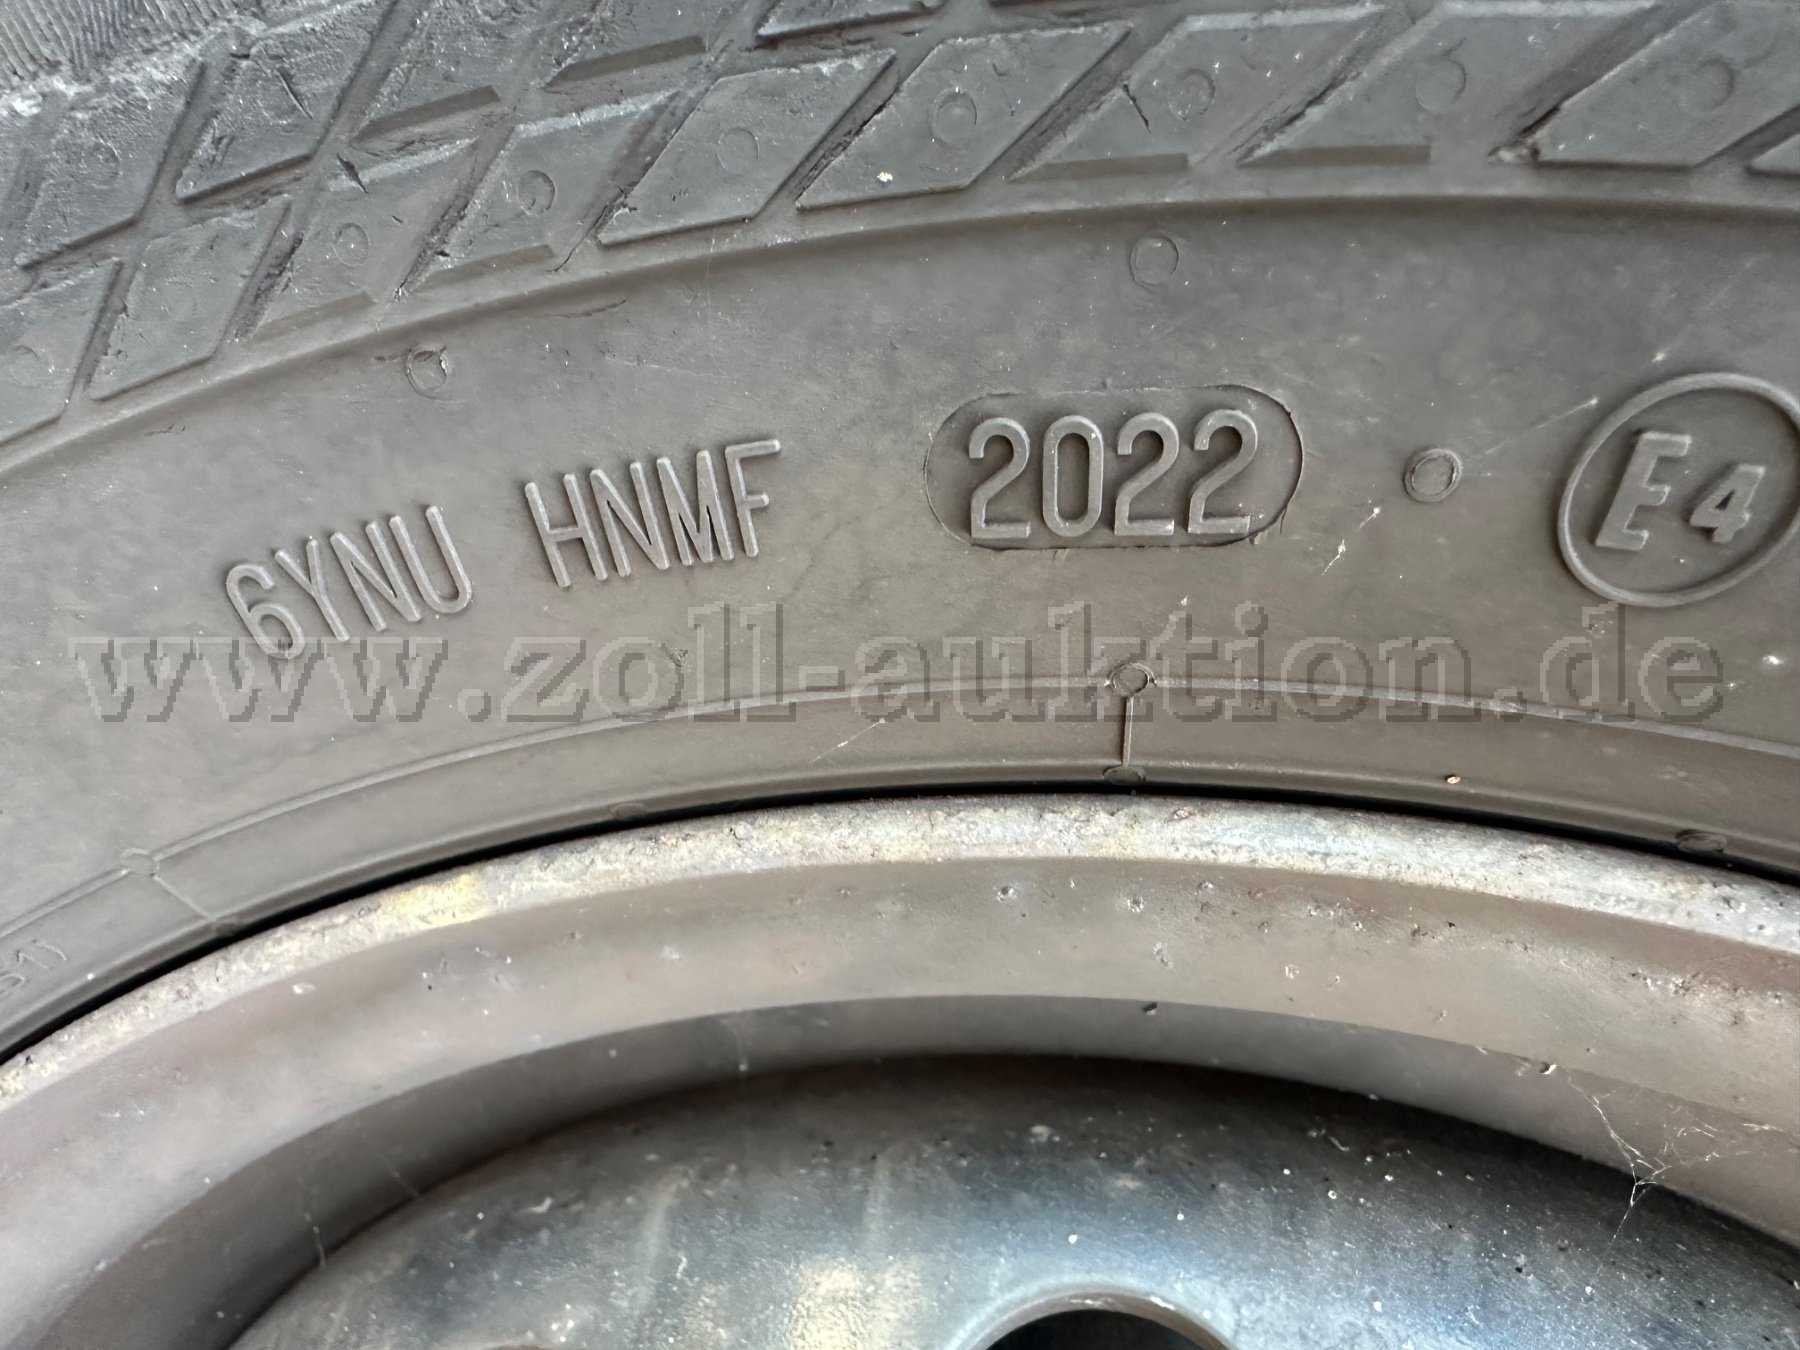 6YNU HNMF 2022 E4
www.zoll-auktion.de